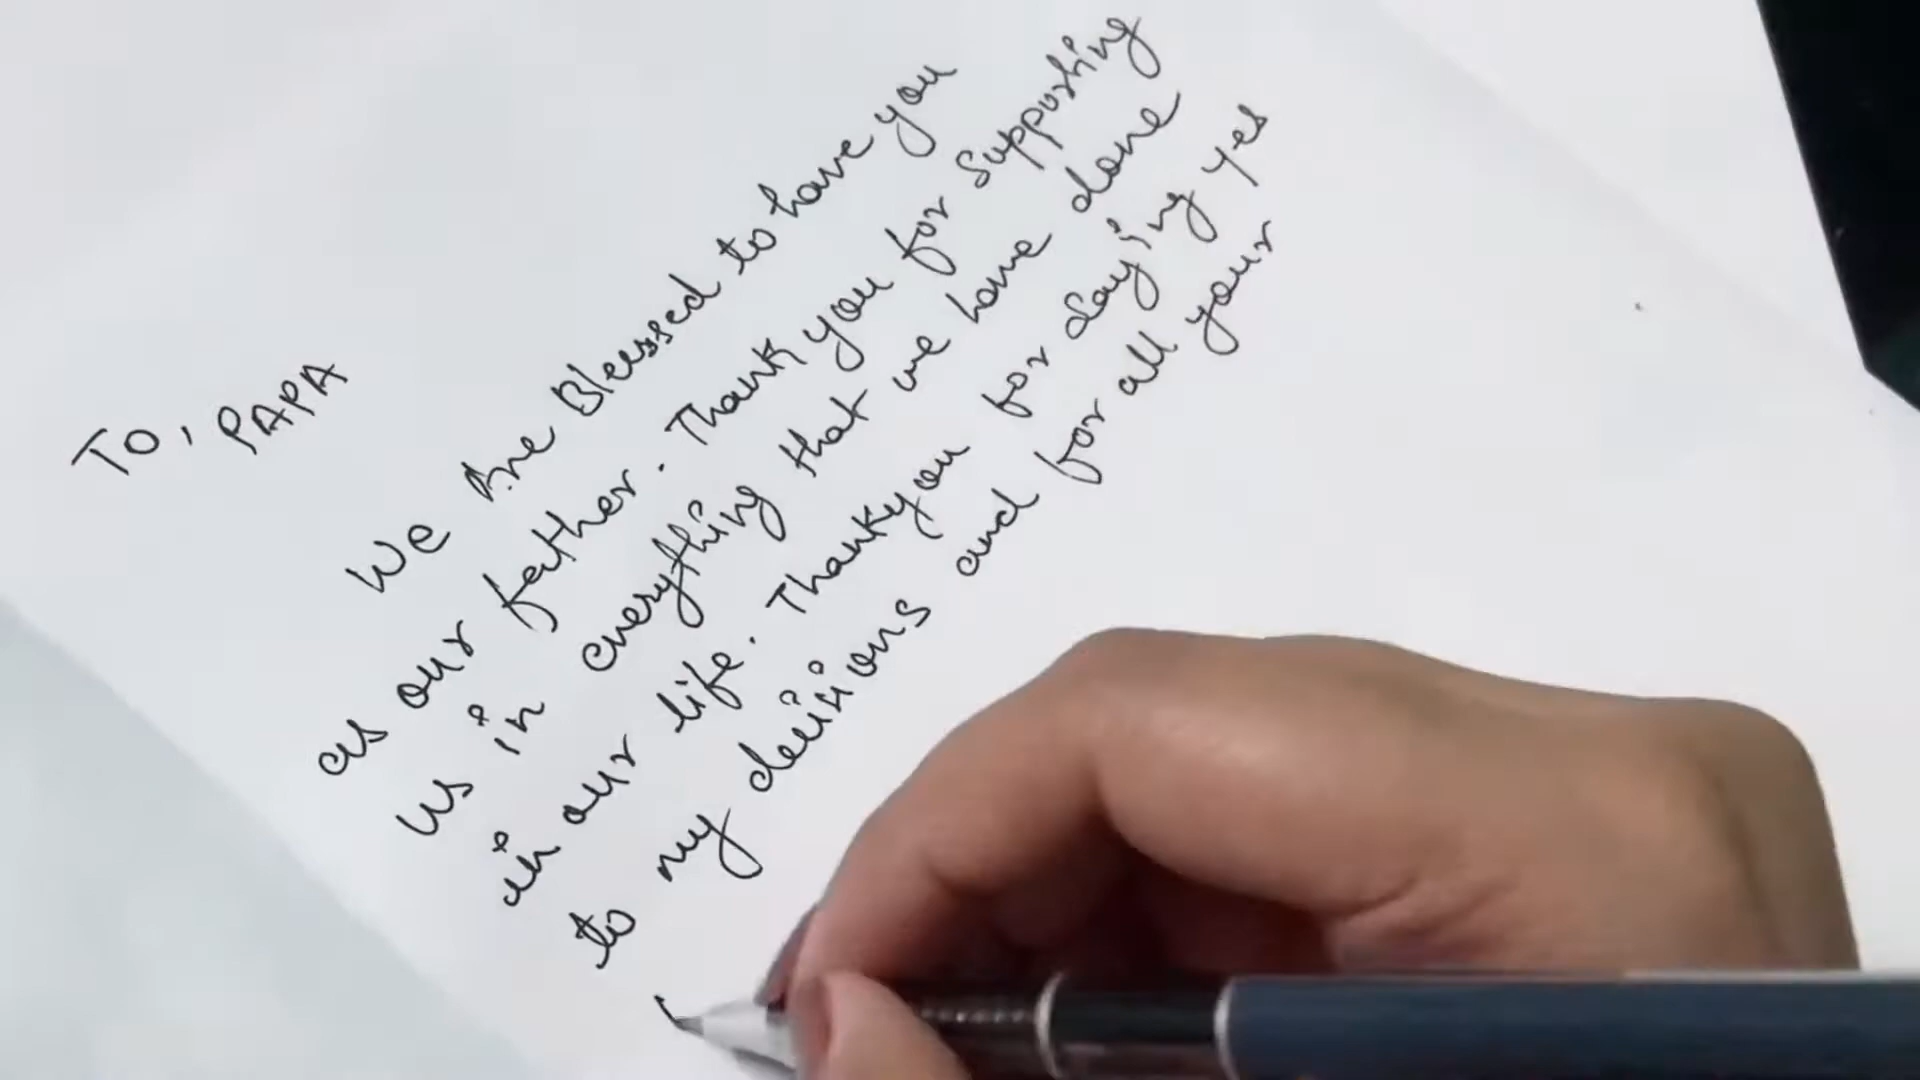 To, PAPA
We Are Blessed to have you
as our father. Thank you for Supporting
us in everything that we have done
in our life. Thankyou for saying yes
to my decisions and for all your